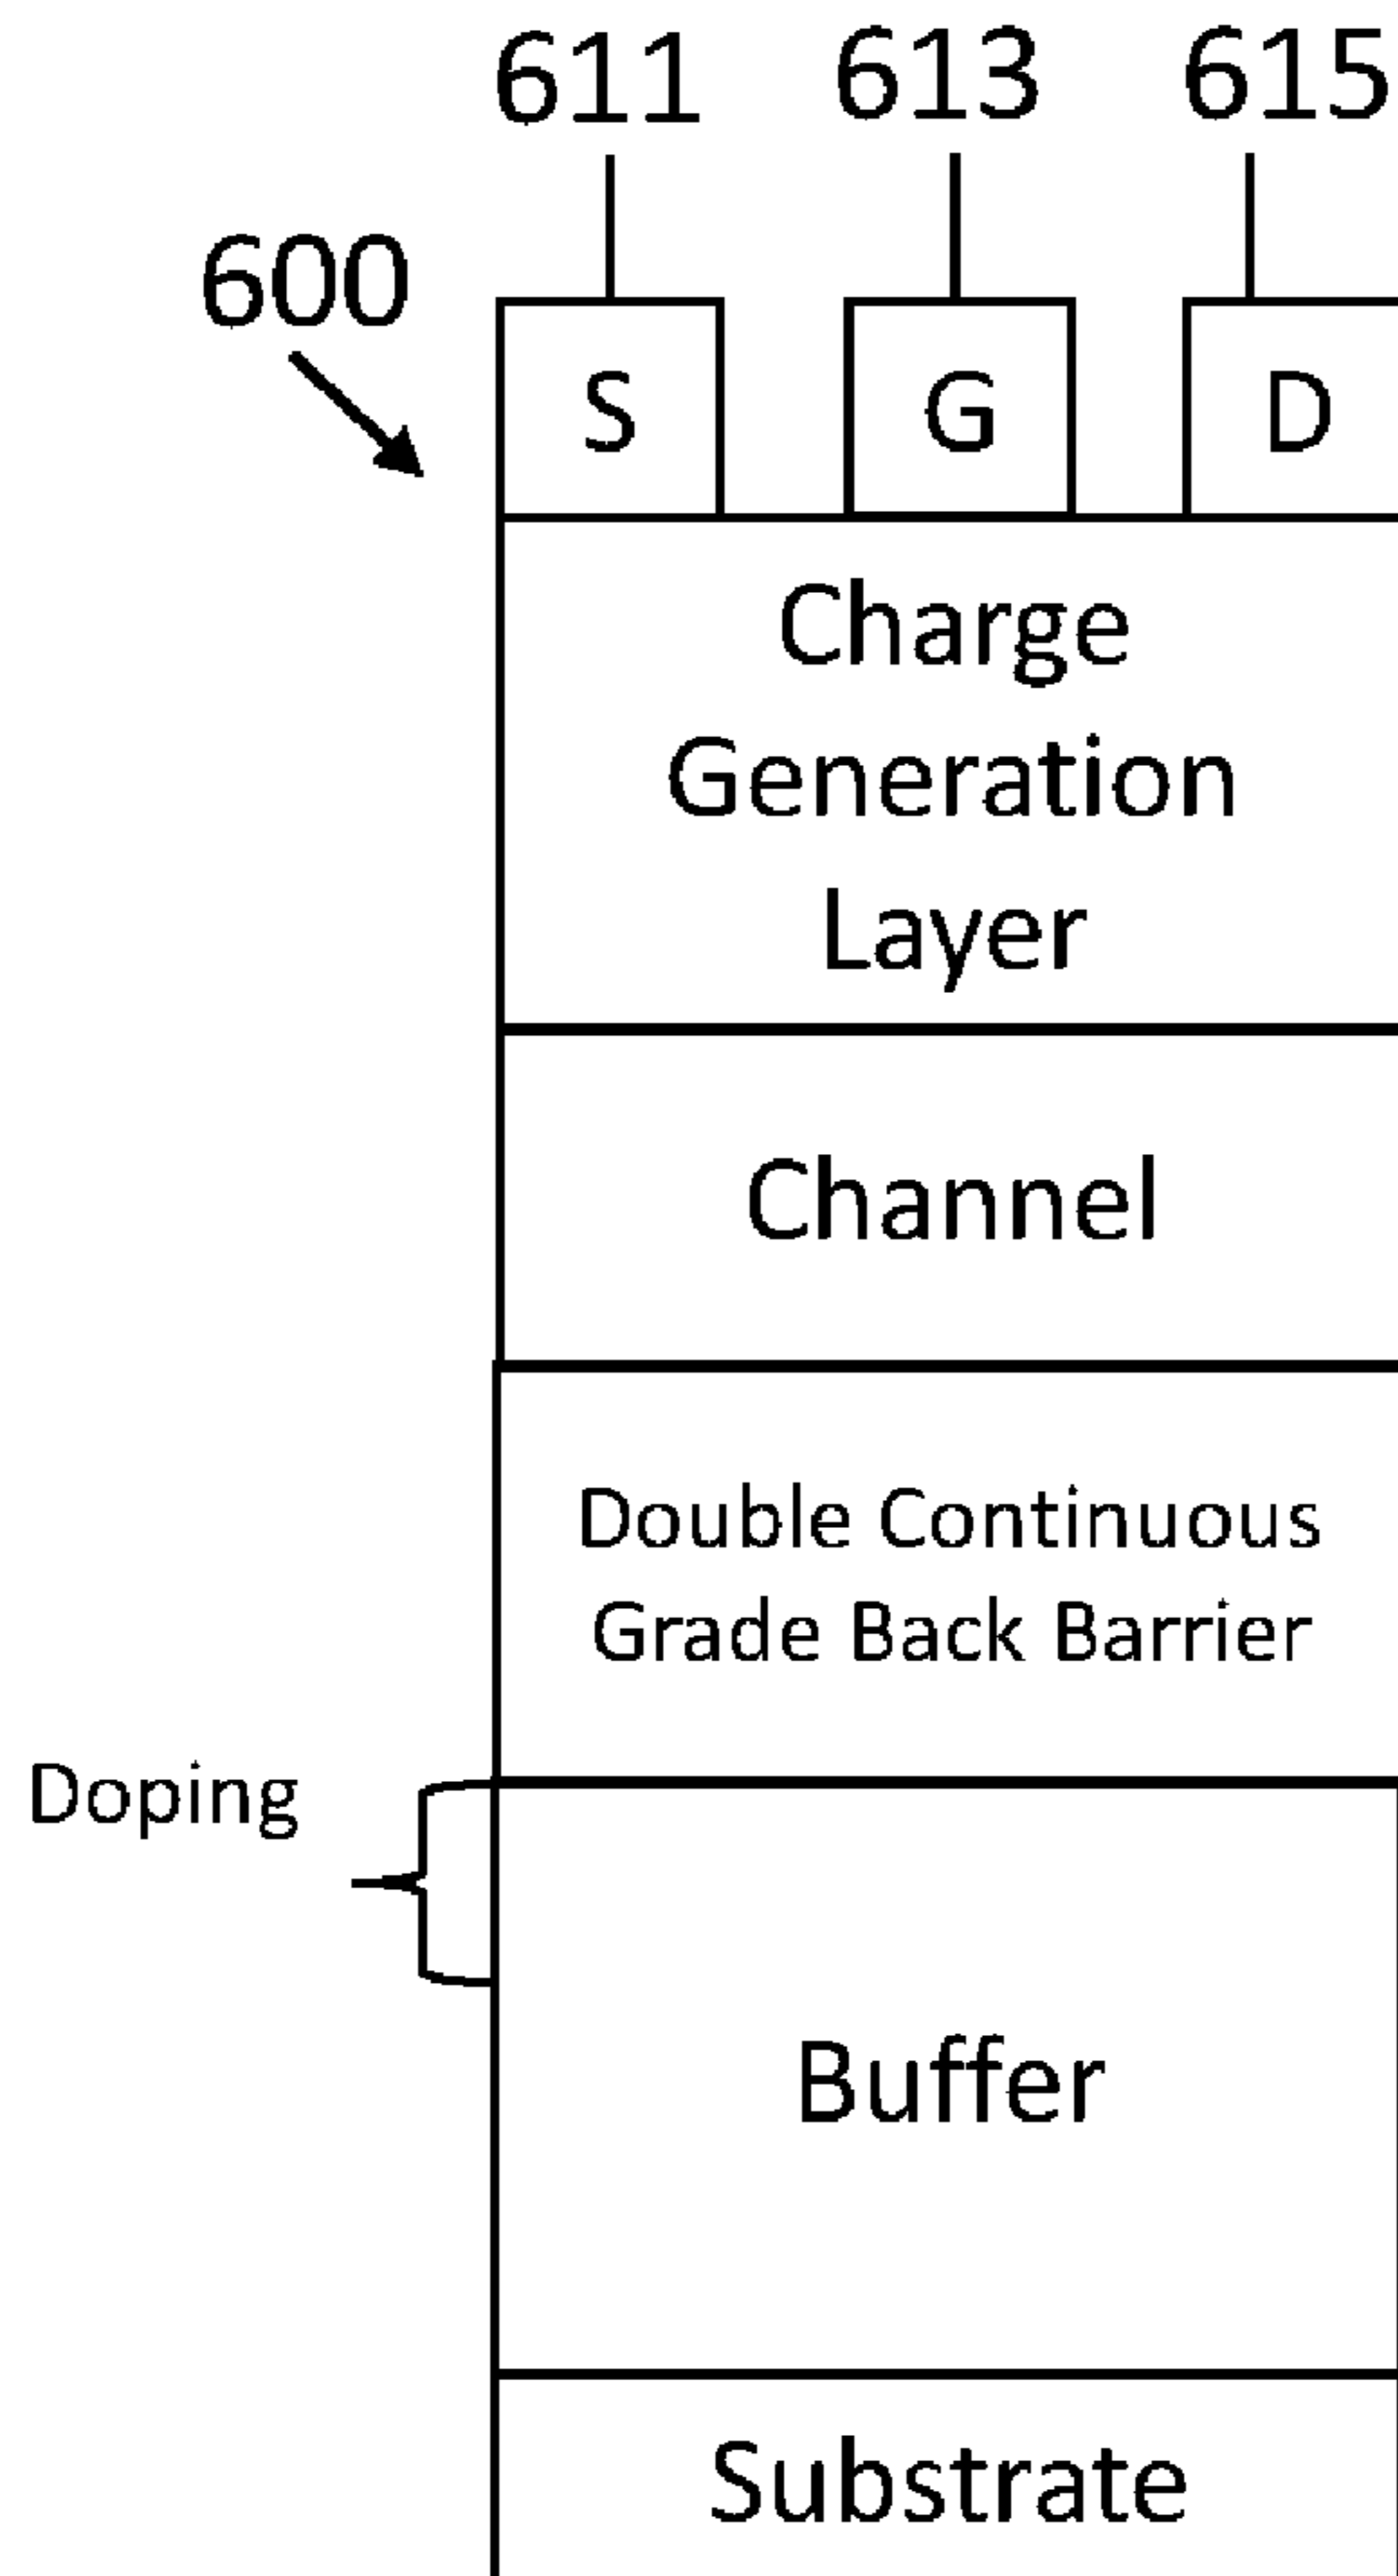 611 613 615
600
S G D
Charge
Generation
Layer
Channel
Double Continuous
Grade Back Barrier
Doping
Buffer
Substrate